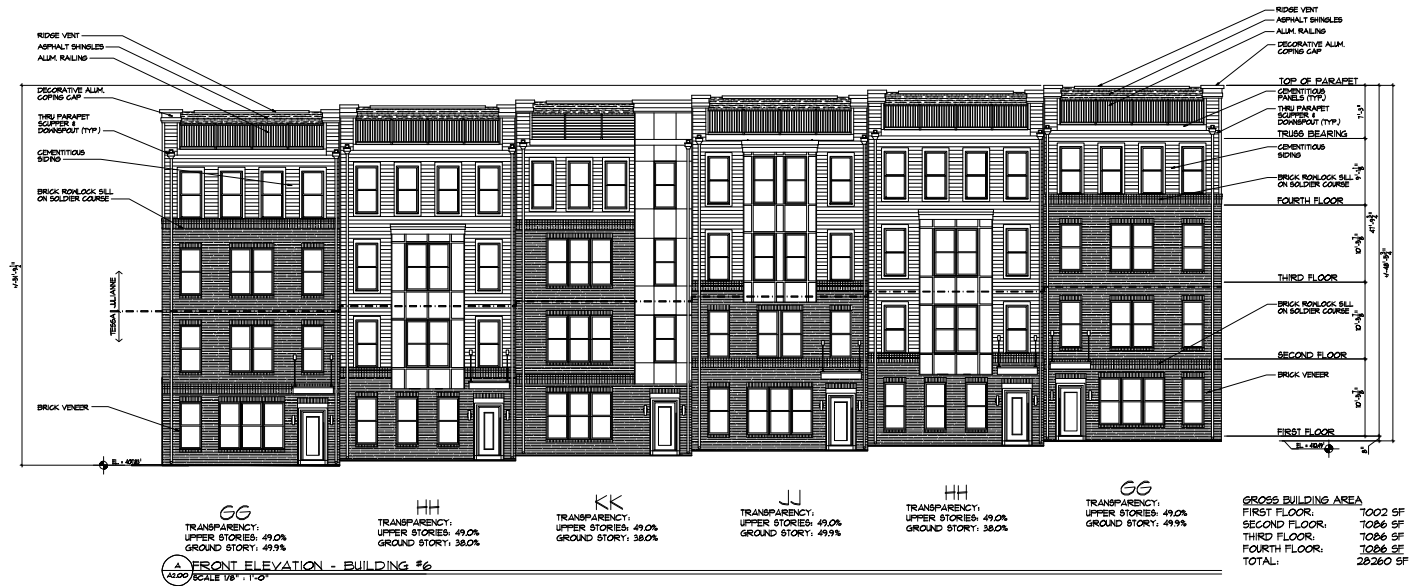 RIDGE VENT
ASPHALT SHINGLES
ALUM. RAILING
DECORATIVE ALUM.
COPING CAP
THRU PARAPET
SCUPPER &
DOWNSPOUT (TYP.)
CEMENTITIOUS
SIDING
BRICK ROWLOCK SILL
ON SOLDIER COURSE
TESSA
JULIANNE
BRICK VENEER
RIDGE VENT
ASPHALT SHINGLES
ALUM. RAILING
DECORATIVE ALUM.
COPING CAP
TOP OF PARAPET
CEMENTITIOUS
PANELS (TYP.)
THRU PARAPET
SCUPPER &
DOWNSPOUT (TYP.)
TRUSS BEARING
CEMENTITIOUS
SIDING
BRICK ROWLOCK SILL
ON SOLDIER COURSE
FOURTH FLOOR
THIRD FLOOR
BRICK ROWLOCK SILL
ON SOLDIER COURSE
SECOND FLOOR
BRICK VENEER
FIRST FLOOR
8"
GG
TRANSPARENCY:
UPPER STORIES: 49.0%
GROUND STORY: 49.9%
HH
TRANSPARENCY:
UPPER STORIES: 49.0%
GROUND STORY: 38.0%
KK
TRANSPARENCY:
UPPER STORIES: 49.0%
GROUND STORY: 38.0%
JJ
TRANSPARENCY:
UPPER STORIES: 49.0%
GROUND STORY: 49.9%
HH
TRANSPARENCY:
UPPER STORIES: 49.0%
GROUND STORY: 38.0%
GG
TRANSPARENCY:
UPPER STORIES: 49.0%
GROUND STORY: 49.9%
GROSS BUILDING AREA
FIRST FLOOR: 7002 SF
SECOND FLOOR: 7086 SF
THIRD FLOOR: 7086 SF
FOURTH FLOOR: 7086 SF
TOTAL: 28260 SF
A
A2.00
FRONT ELEVATION - BUILDING #6
SCALE 1/8" : 1'-0"